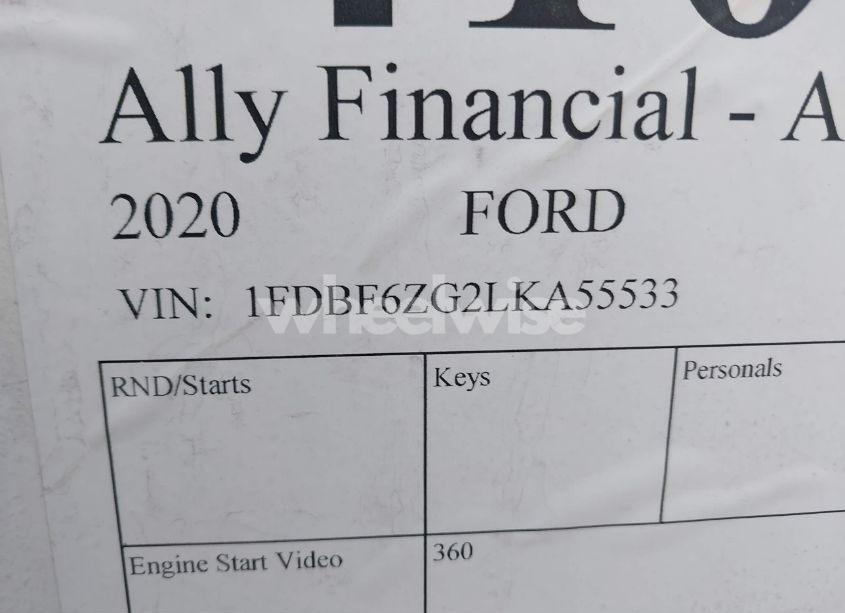 Ally Financial - A
2020 FORD
VIN: 1FDBF6ZG2LKA55533
wheelwise
RND/Starts Keys Personals
Engine Start Video 360